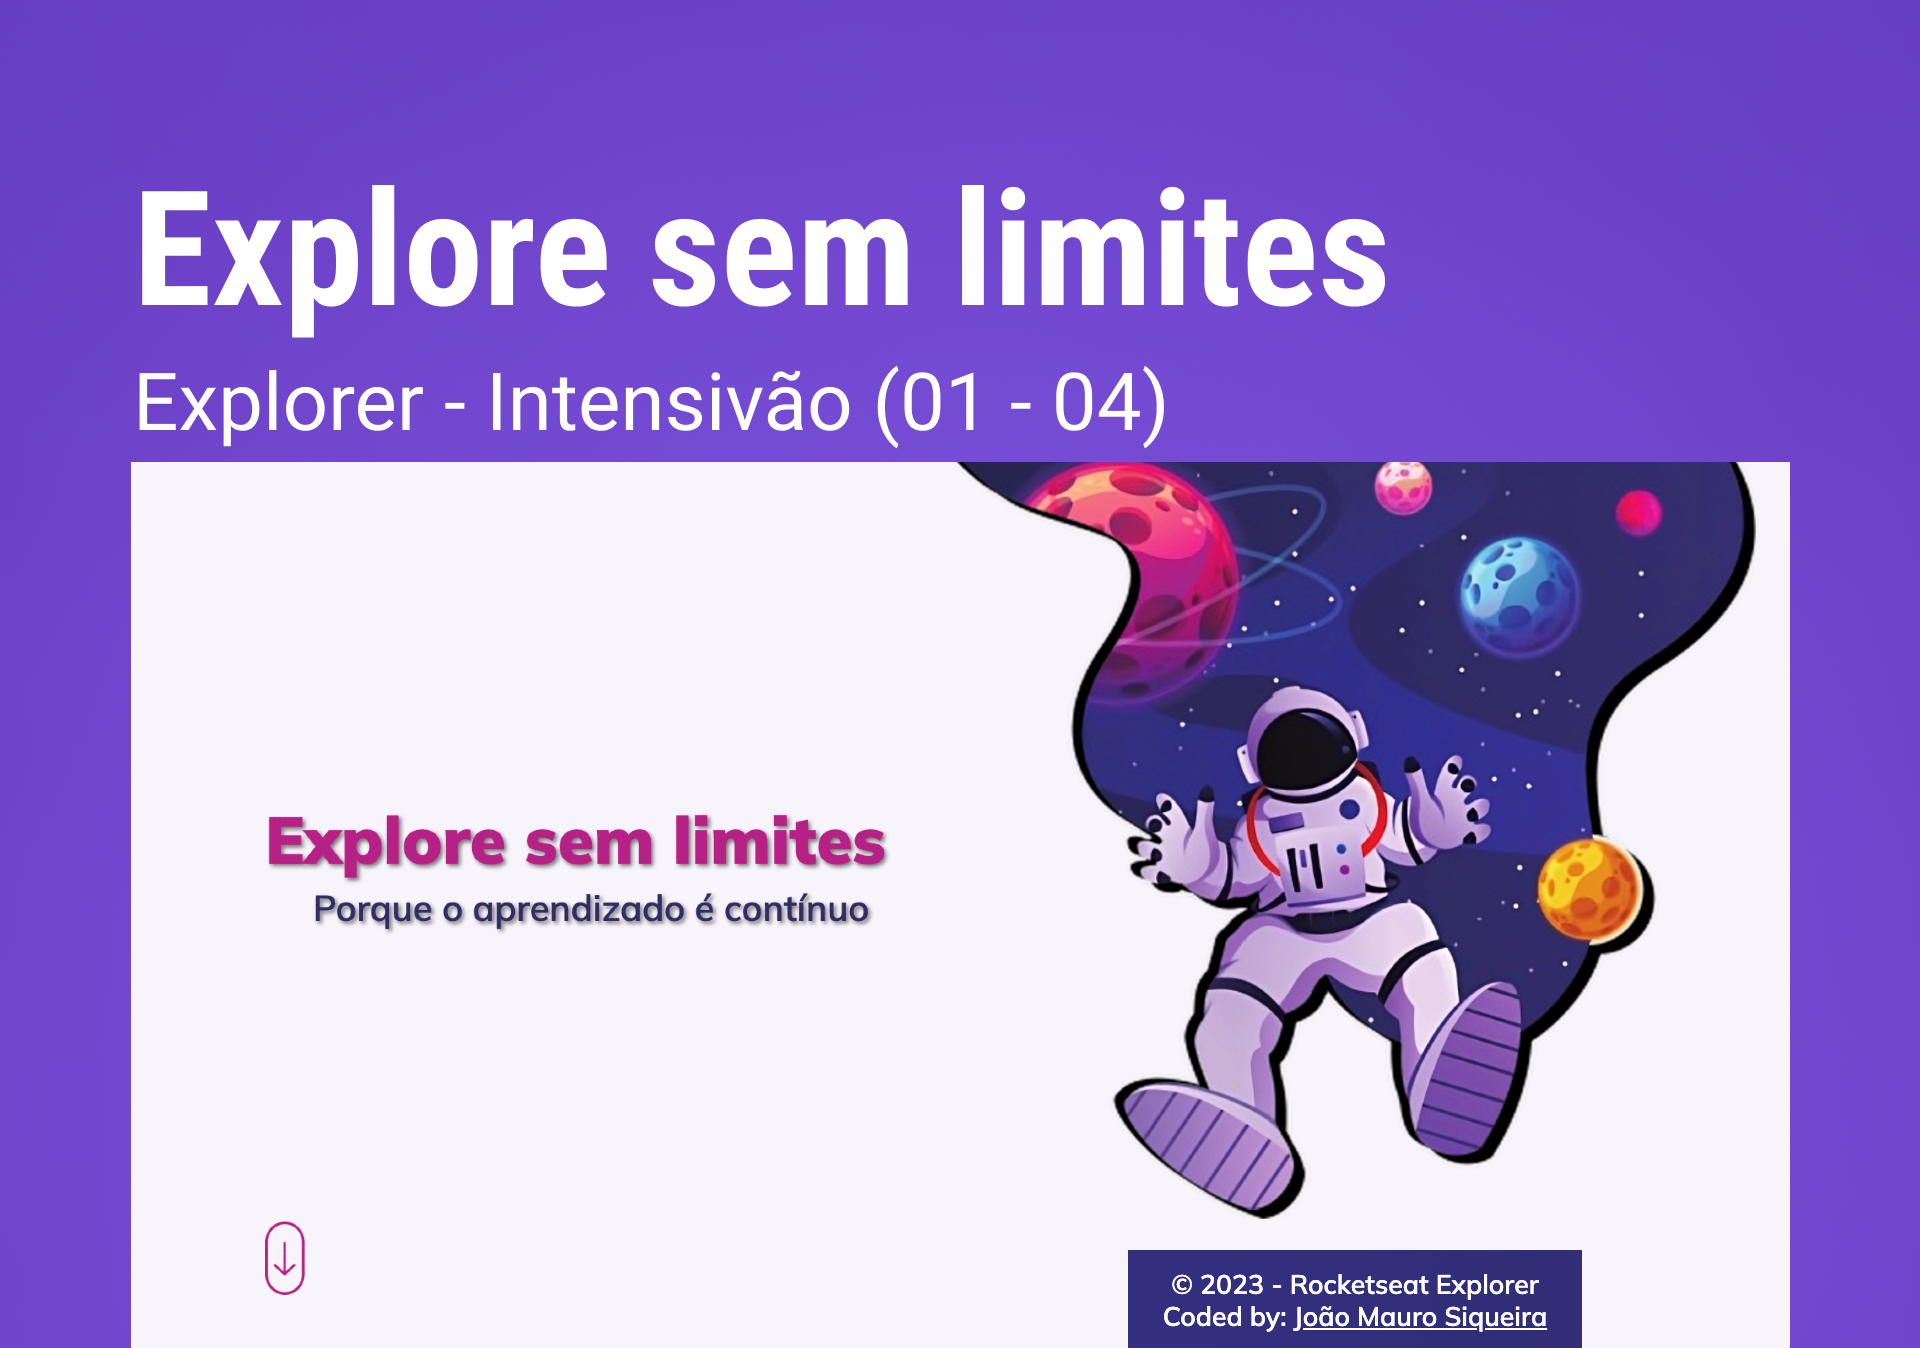 Explore sem limites
Explorer - Intensivão (01 - 04)
Explore sem limites
Porque o aprendizado é contínuo
© 2023 - Rocketseat Explorer
Coded by: João Mauro Siqueira